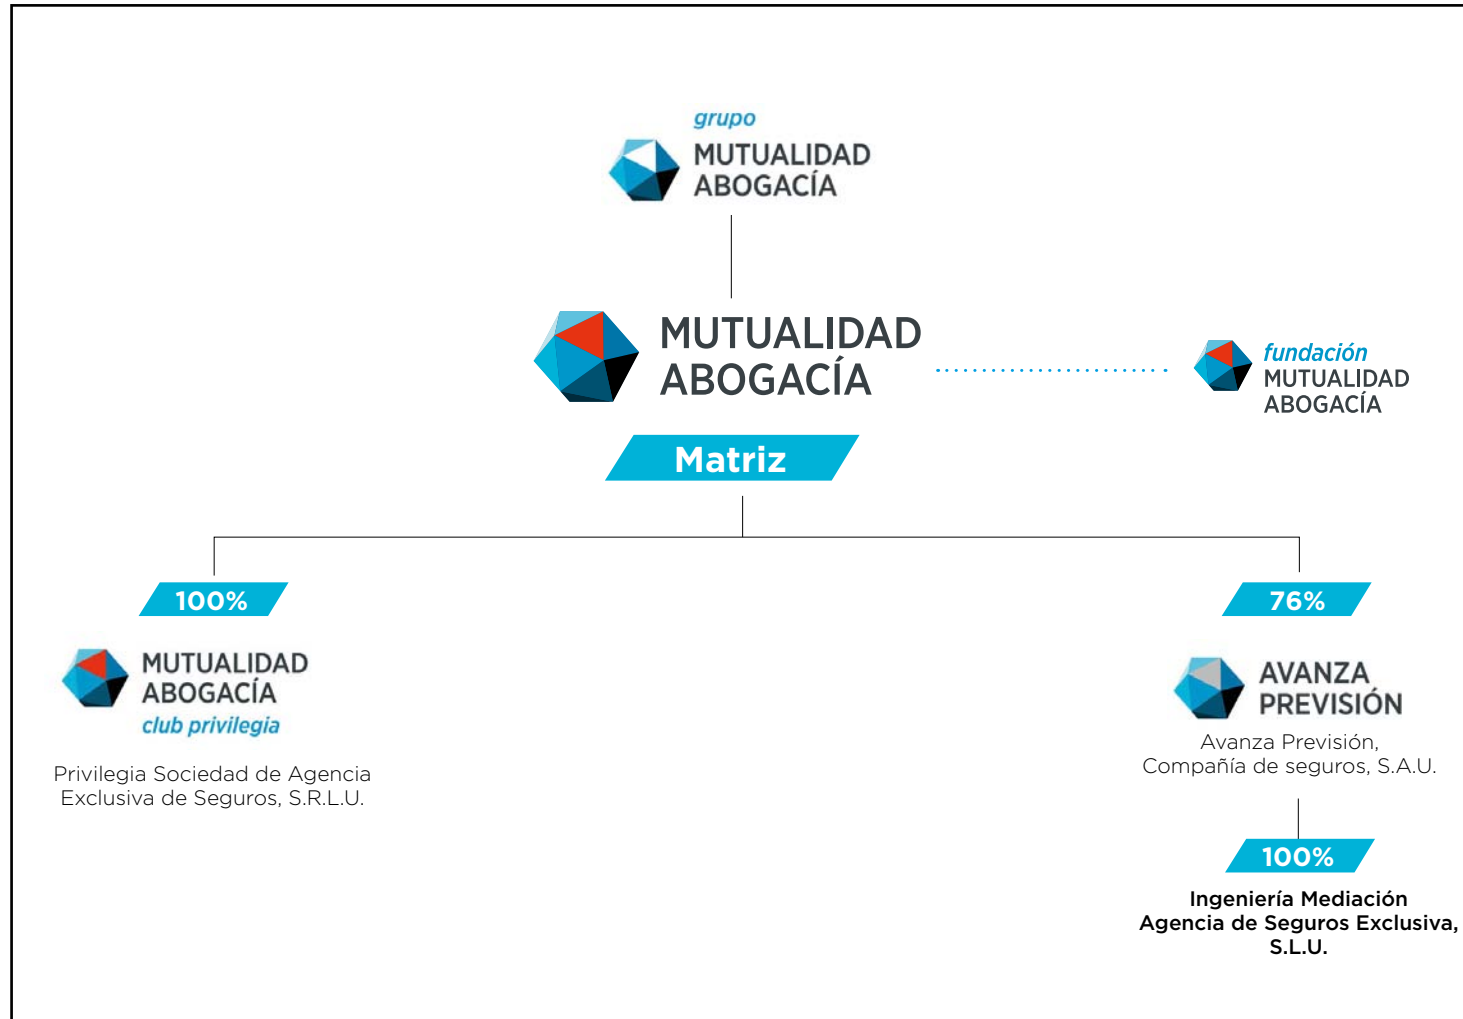 grupo
MUTUALIDAD
ABOGACÍA
MUTUALIDAD
ABOGACÍA
fundación
MUTUALIDAD
ABOGACÍA
Matriz
100%
MUTUALIDAD
ABOGACÍA
club privilegia
Privilegia Sociedad de Agencia
Exclusiva de Seguros, S.R.L.U.
76%
AVANZA
PREVISIÓN
Avanza Previsión,
Compañía de seguros, S.A.U.
100%
Ingeniería Mediación
Agencia de Seguros Exclusiva,
S.L.U.